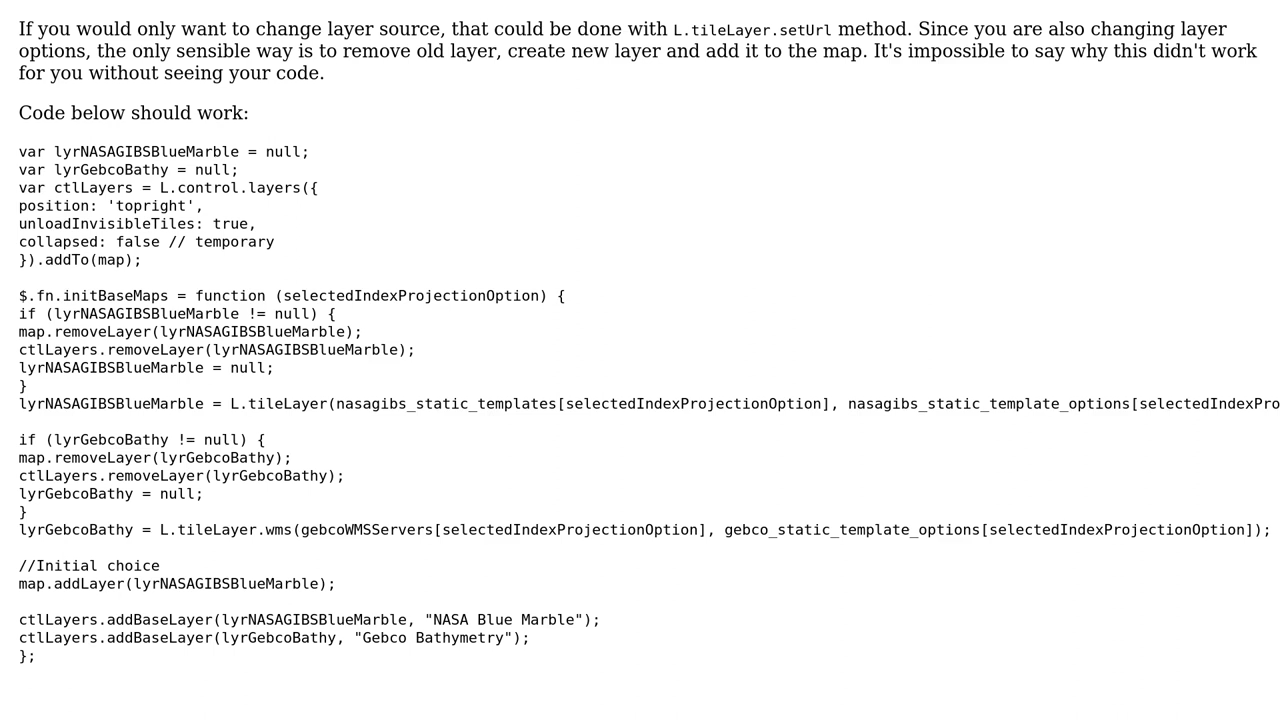 If you would only want to change layer source, that could be done with L.tileLayer.setUrl method. Since you are also changing layer
options, the only sensible way is to remove old layer, create new layer and add it to the map. It's impossible to say why this didn't work
for you without seeing your code.
Code below should work:
var lyrNASAGIBSBlueMarble = null;
var lyrGebcoBathy = null;
var ctlLayers = L.control.layers({
position: 'topright',
unloadInvisibleTiles: true,
collapsed: false // temporary
}).addTo(map);
$.fn.initBaseMaps = function (selectedIndexProjectionOption) {
if (lyrNASAGIBSBlueMarble != null) {
map.removeLayer(lyrNASAGIBSBlueMarble);
ctlLayers.removeLayer(lyrNASAGIBSBlueMarble);
lyrNASAGIBSBlueMarble = null;
}
lyrNASAGIBSBlueMarble = L.tileLayer(nasagibs_static_templates[selectedIndexProjectionOption], nasagibs_static_template_options[selectedIndexPro
if (lyrGebcoBathy != null) {
map.removeLayer(lyrGebcoBathy);
ctlLayers.removeLayer(lyrGebcoBathy);
lyrGebcoBathy = null;
}
lyrGebcoBathy = L.tileLayer.wms(gebcoWMSServers[selectedIndexProjectionOption], gebco_static_template_options[selectedIndexProjectionOption]);
//Initial choice
map.addLayer(lyrNASAGIBSBlueMarble);
ctlLayers.addBaseLayer(lyrNASAGIBSBlueMarble, "NASA Blue Marble");
ctlLayers.addBaseLayer(lyrGebcoBathy, "Gebco Bathymetry");
};